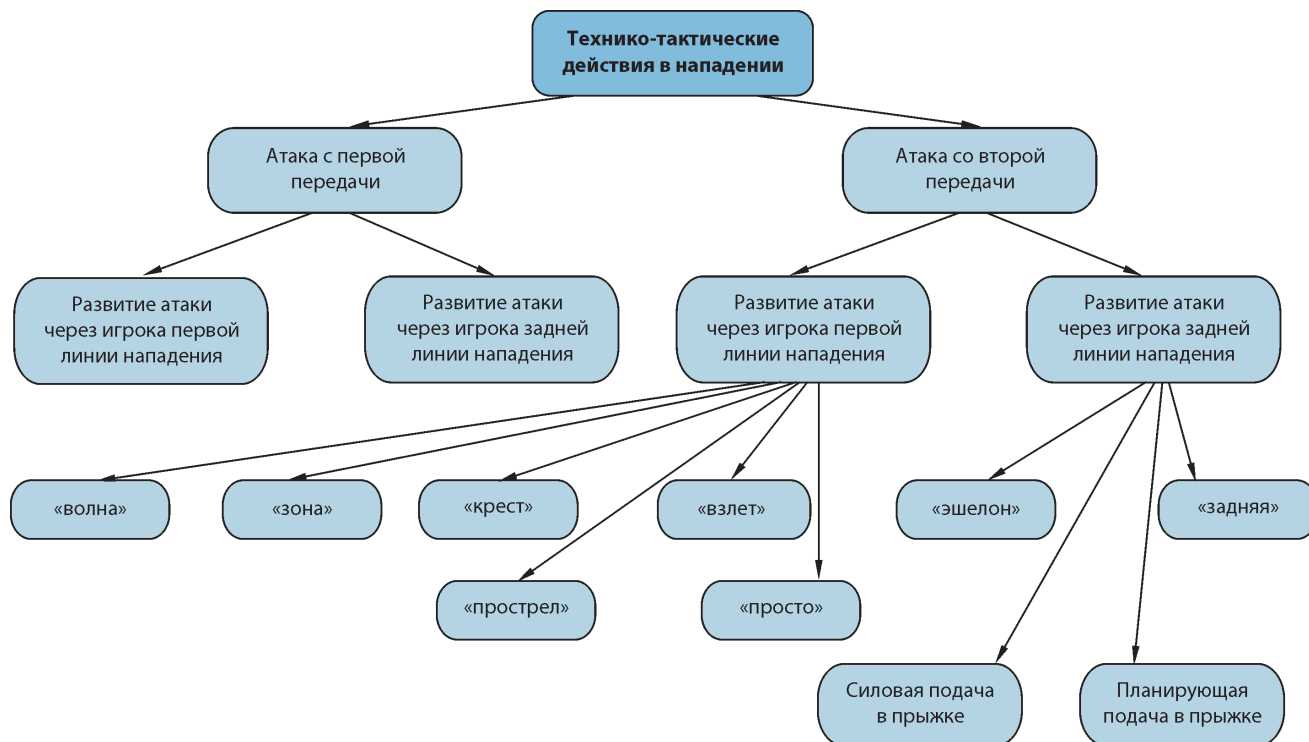 Технико-тактические
действия в нападении
Атака с первой
передачи
Атака со второй
передачи
Развитие атаки
через игрока первой
линии нападения
Развитие атаки
через игрока задней
линии нападения
Развитие атаки
через игрока первой
линии нападения
Развитие атаки
через игрока задней
линии нападения
«волна»
«зона»
«крест»
«взлет»
«эшелон»
«задняя»
«прострел»
«просто»
Силовая подача
в прыжке
Планирующая
подача в прыжке